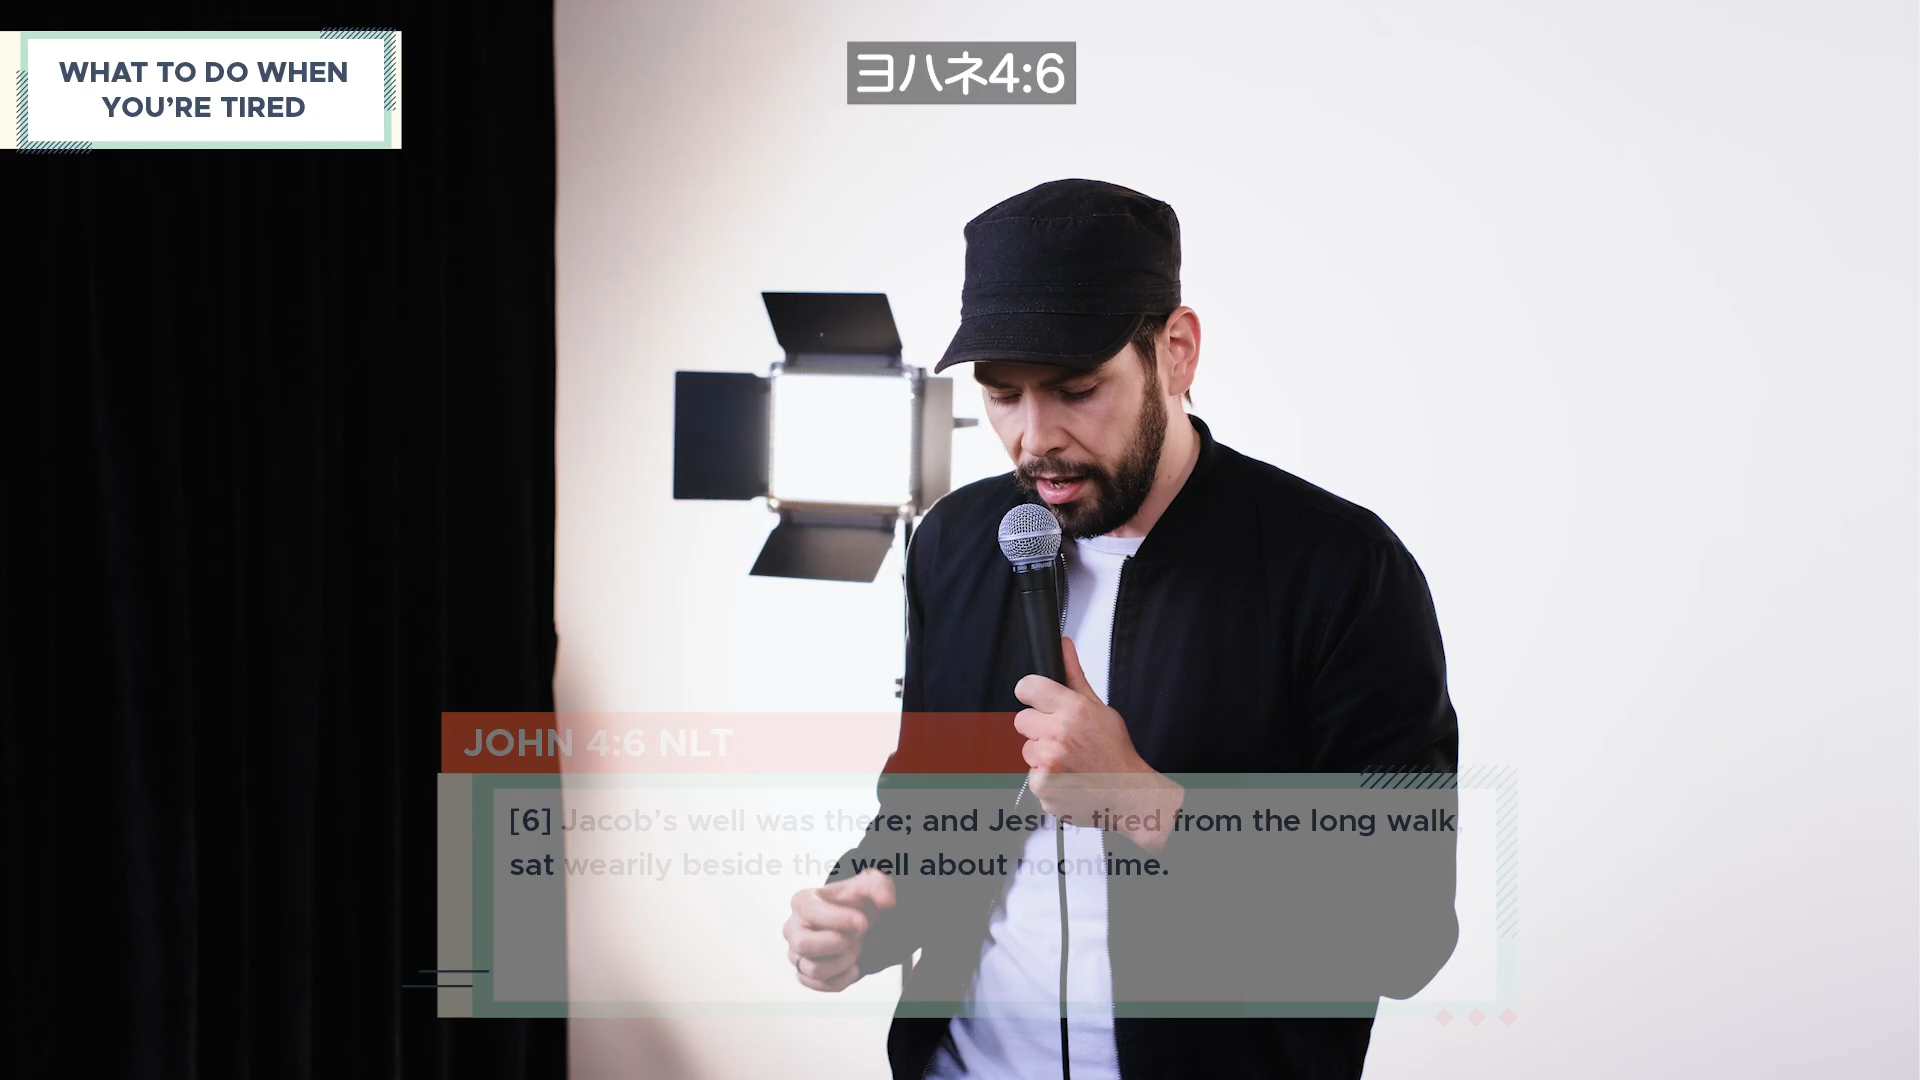 WHAT TO DO WHEN
YOU'RE TIRED
ヨハネ4:6
SHURE
JOHN 4:6 NLT
[6] Jacob's well was there; and Jesus, tired from the long walk,
sat wearily beside the well about noontime.